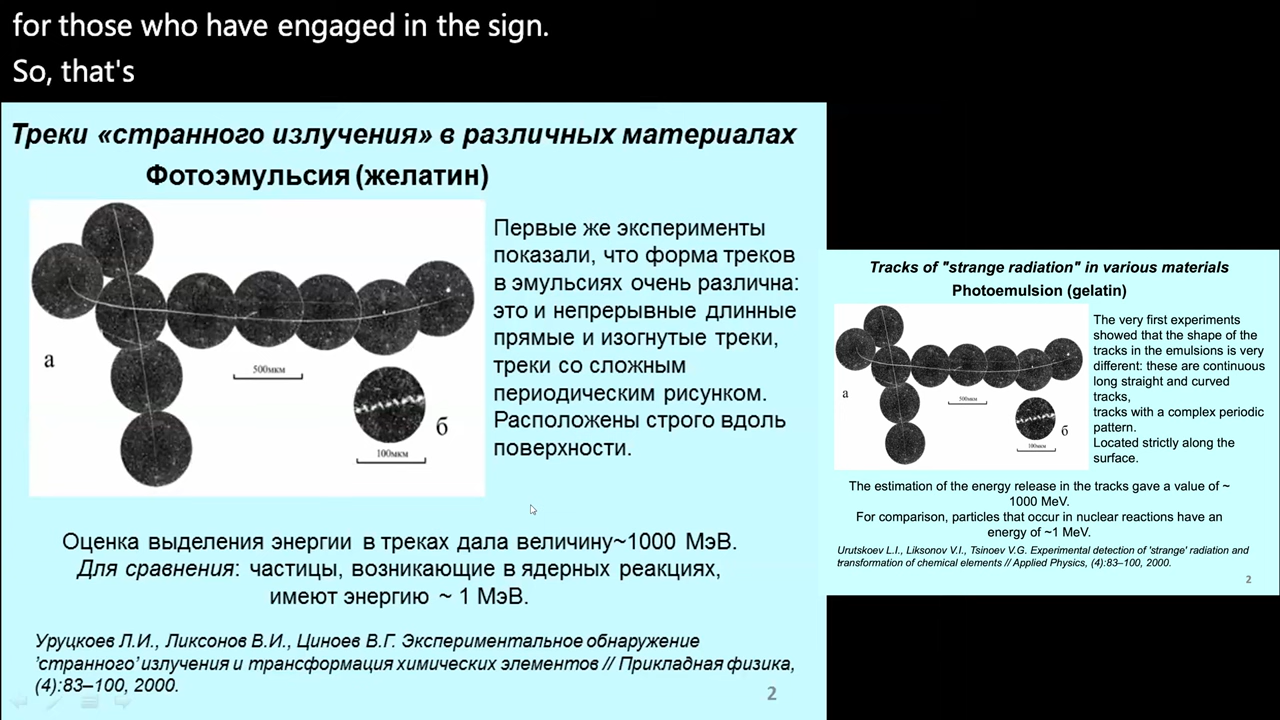 for those who have engaged in the sign.
So, that's
Треки «странного излучения» в различных материалах
Фотоэмульсия (желатин)
а
500мкм
б
100мкм
Первые же эксперименты
показали, что форма треков
в эмульсиях очень различна:
это и непрерывные длинные
прямые и изогнутые треки,
треки со сложным
периодическим рисунком.
Расположены строго вдоль
поверхности.
Оценка выделения энергии в треках дала величину~1000 МэВ.
Для сравнения: частицы, возникающие в ядерных реакциях,
имеют энергию ~ 1 МэВ.
Уруцкоев Л.И., Ликсонов В.И., Циноев В.Г. Экспериментальное обнаружение
'странного' излучения и трансформация химических элементов // Прикладная физика,
(4):83–100, 2000.
2
Tracks of "strange radiation" in various materials
Photoemulsion (gelatin)
а
500мкм
б
100мкм
The very first experiments
showed that the shape of the
tracks in the emulsions is very
different: these are continuous
long straight and curved
tracks,
tracks with a complex periodic
pattern.
Located strictly along the
surface.
The estimation of the energy release in the tracks gave a value of ~
1000 MeV.
For comparison, particles that occur in nuclear reactions have an
energy of ~1 MeV.
Urutskoev L.I., Liksonov V.I., Tsinoev V.G. Experimental detection of 'strange' radiation and
transformation of chemical elements // Applied Physics, (4):83–100, 2000.
2